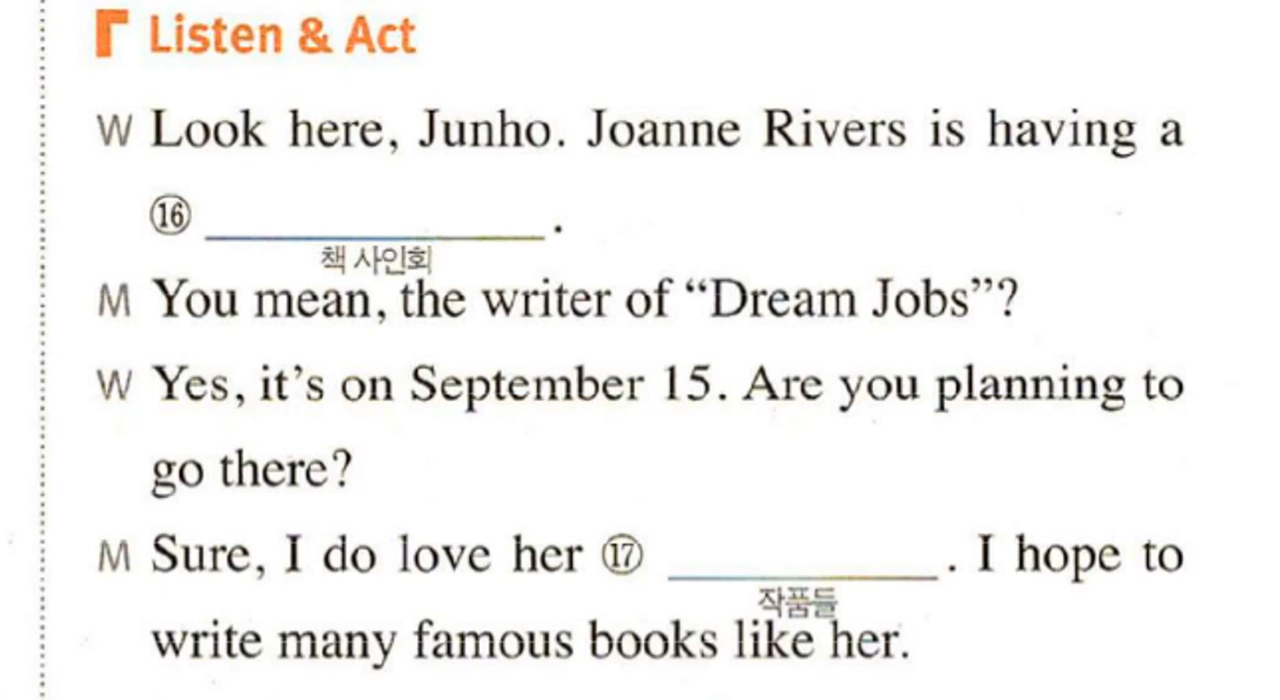 Listen & Act
W Look here, Junho. Joanne Rivers is having a
⑯ ____________ .
책 사인회
M You mean, the writer of “Dream Jobs”?
W Yes, it’s on September 15. Are you planning to
go there?
M Sure, I do love her ⑰ __________ . I hope to
작품들
write many famous books like her.